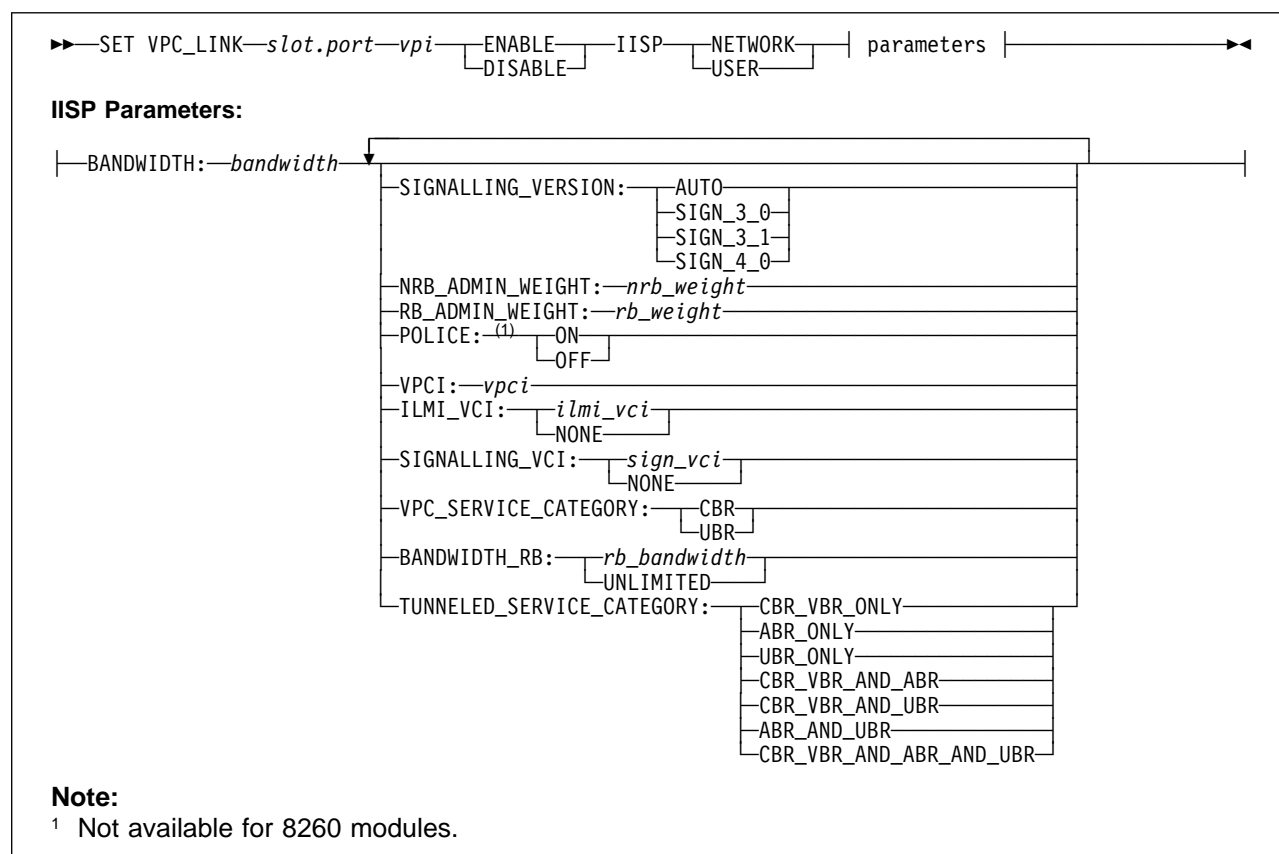 SET VPC_LINK slot.port vpi ENABLE IISP NETWORK parameters
DISABLE USER
IISP Parameters:
BANDWIDTH: bandwidth
SIGNALLING_VERSION: AUTO
SIGN_3_0
SIGN_3_1
SIGN_4_0
NRB_ADMIN_WEIGHT: nrb_weight
RB_ADMIN_WEIGHT: rb_weight
POLICE: (1) ON
OFF
VPCI: vpci
ILMI_VCI: ilmi_vci
NONE
SIGNALLING_VCI: sign_vci
NONE
VPC_SERVICE_CATEGORY: CBR
UBR
BANDWIDTH_RB: rb_bandwidth
UNLIMITED
TUNNELED_SERVICE_CATEGORY: CBR_VBR_ONLY
ABR_ONLY
UBR_ONLY
CBR_VBR_AND_ABR
CBR_VBR_AND_UBR
ABR_AND_UBR
CBR_VBR_AND_ABR_AND_UBR
Note:
1 Not available for 8260 modules.